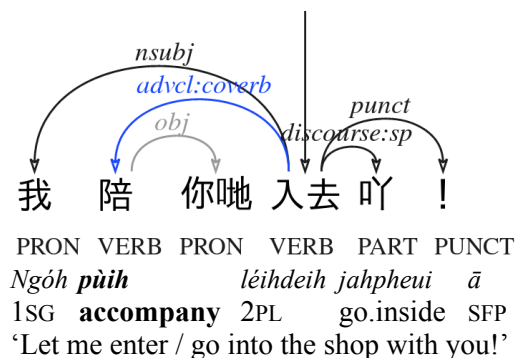 nsubj
advcl:coverb
punct
obj
discourse:sp
我 陪 你哋 入去 吖 !
PRON VERB PRON VERB PART PUNCT
Ngóh pùih léihdeih jahpheui ā
1SG accompany 2PL go.inside SFP
‘Let me enter / go into the shop with you!’